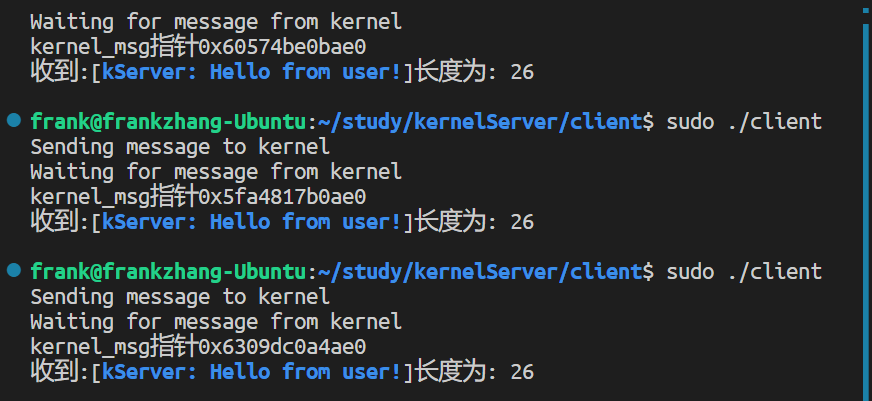 Waiting for message from kernel
kernel_msg指针0x60574be0bae0
收到:[kServer: Hello from user!]长度为: 26
frank@frankzhang-Ubuntu:~/study/kernelServer/client$ sudo ./client
Sending message to kernel
Waiting for message from kernel
kernel_msg指针0x5fa4817b0ae0
收到:[kServer: Hello from user!]长度为: 26
frank@frankzhang-Ubuntu:~/study/kernelServer/client$ sudo ./client
Sending message to kernel
Waiting for message from kernel
kernel_msg指针0x6309dc0a4ae0
收到:[kServer: Hello from user!]长度为: 26